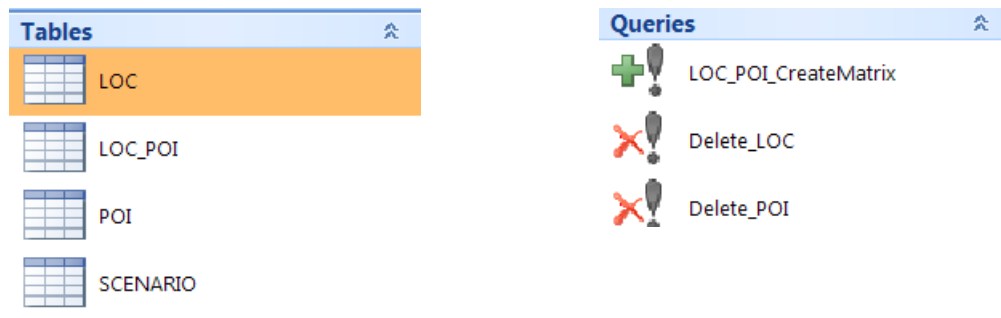 Tables
LOC
LOC_POI
POI
SCENARIO
Queries
LOC_POI_CreateMatrix
Delete_LOC
Delete_POI